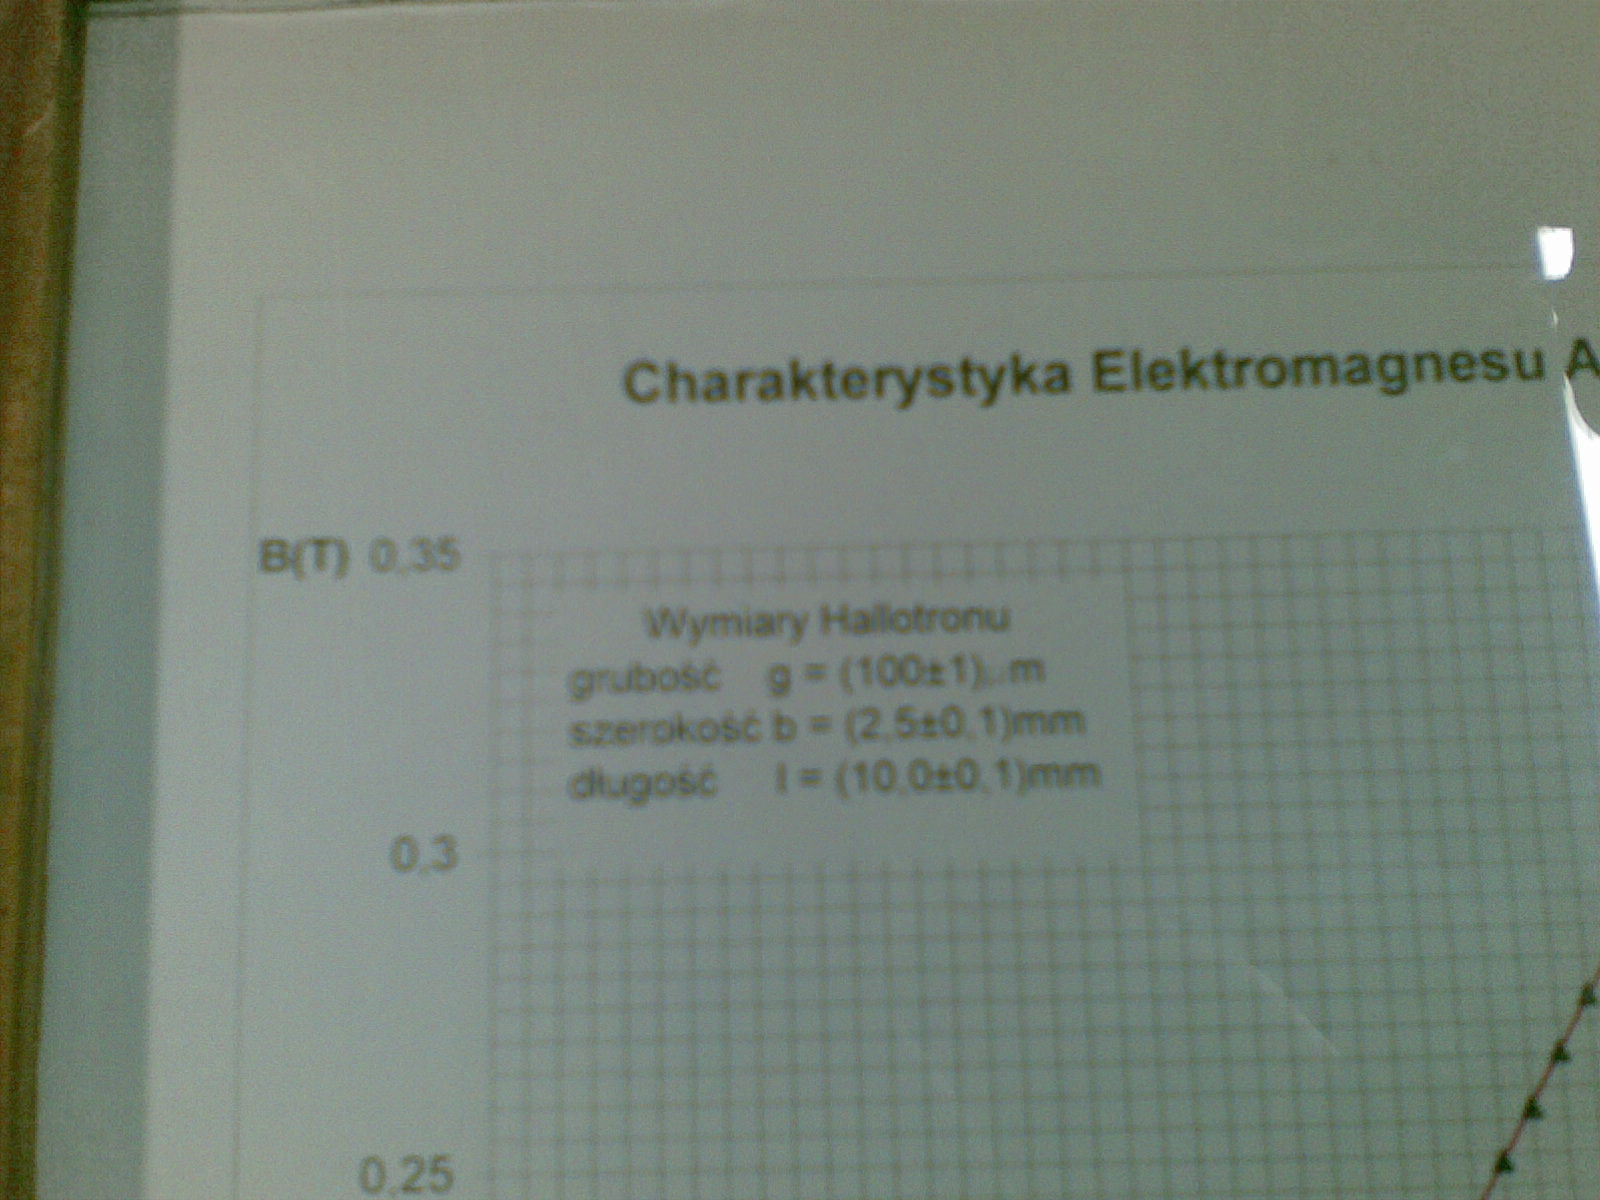 Charakterystyka Elektromagnesu A
B(T) 0,35
Wymiary Hallotronu
grubość g = (100±1)μm
szerokość b = (2,5±0,1)mm
długość l = (10,0±0,1)mm
0,3
0,25